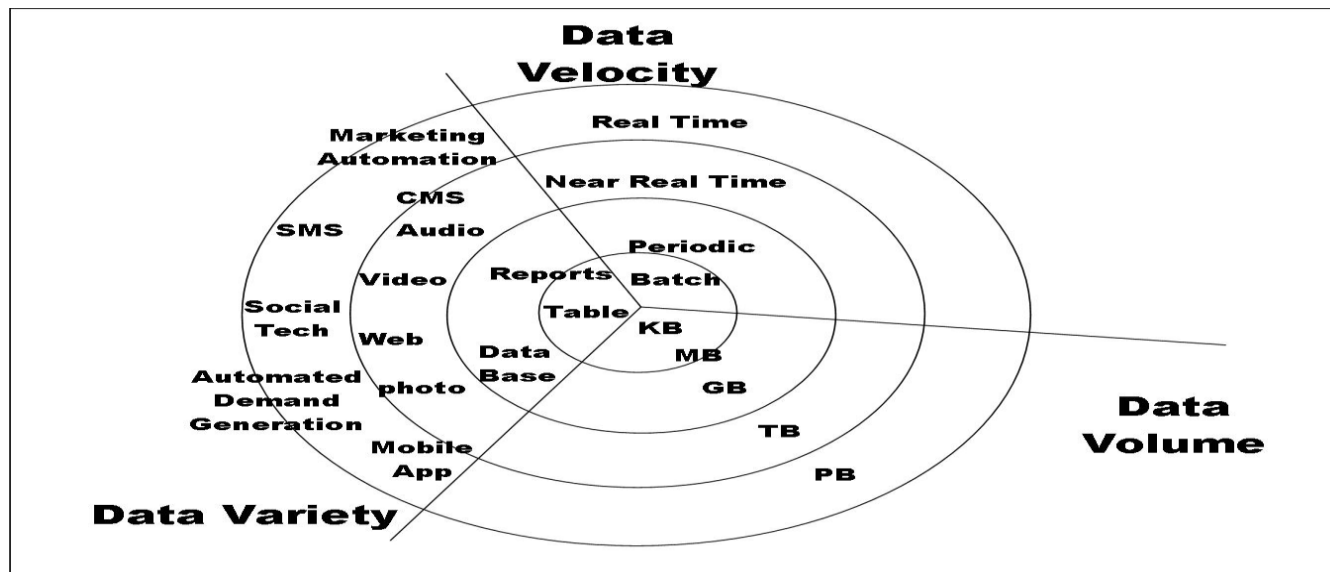 Data
Velocity
Real Time
Marketing
Automation
Near Real Time
CMS
SMS
Audio
Periodic
Reports
Batch
Video
Social
Tech
Table
KB
Web
Data
Base
MB
Automated
Demand
Generation
photo
GB
Data
Volume
TB
Mobile
App
PB
Data Variety